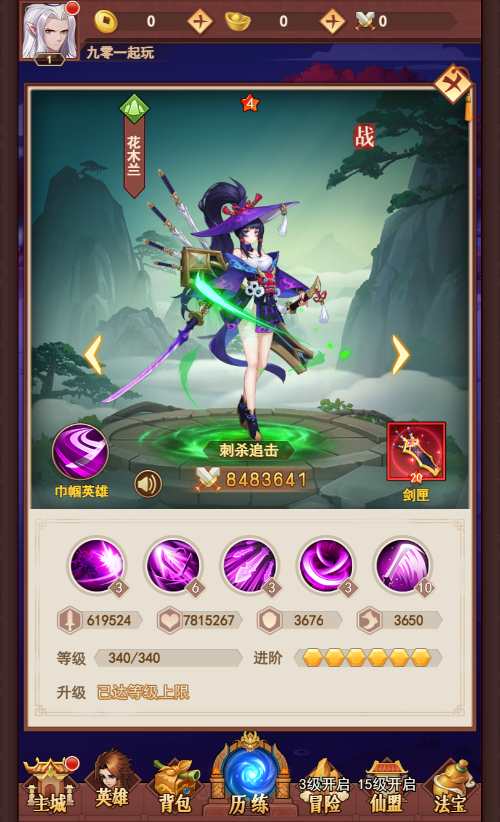 0 0 0
1 九零一起玩
4
花木兰
战
刺杀追击
8483641
巾帼英雄
20
剑匣
3 6 3 3 10
619524 7815267 3676 3650
等级 340/340 进阶
升级 已达等级上限
3级开启 15级开启
主城 英雄 背包 历练 冒险 仙盟 法宝